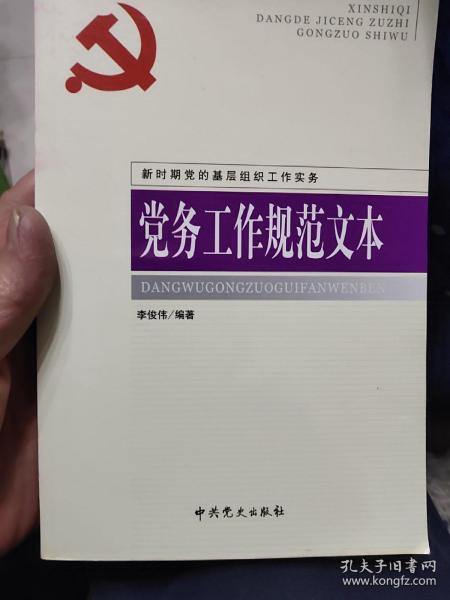 XINSHIQI
DANGDE JICENG ZUZHI
GONGZUO SHIWU
新时期党的基层组织工作实务
党务工作规范文本
DANGWUGONGZUOGUIFANWENBEN
李俊伟/编著
中共党史出版社
孔夫子旧书网
www.kongfz.com